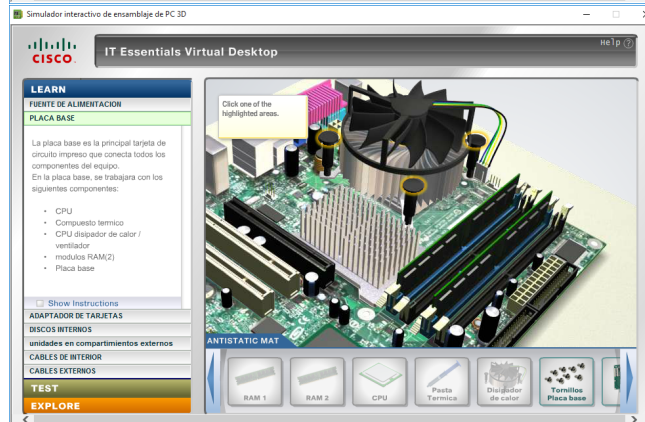 Simulador interactivo de ensamblaje de PC 3D
CISCO
IT Essentials Virtual Desktop
Help ?
LEARN
FUENTE DE ALIMENTACION
PLACA BASE
La placa base es la principal tarjeta de
circuito impreso que conecta todos los
componentes del equipo.
En la placa base, se trabajara con los
siguientes componentes:
• CPU
• Compuesto termico
• CPU disipador de calor /
ventilador
• modulos RAM(2)
• Placa base
Show Instructions
ADAPTADOR DE TARJETAS
DISCOS INTERNOS
unidades en compartimientos externos
CABLES DE INTERIOR
CABLES EXTERNOS
TEST
EXPLORE
Click one of the
highlighted areas.
ANTISTATIC MAT
RAM 1
RAM 2
CPU
Pasta
Termica
Disipador
de calor
Tornillos
Placa base